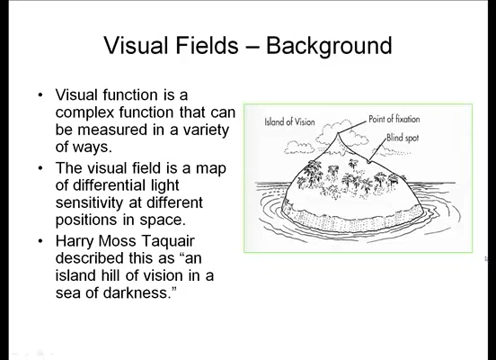 Visual Fields – Background
• Visual function is a
complex function that can
be measured in a variety
of ways.
• The visual field is a map
of differential light
sensitivity at different
positions in space.
• Harry Moss Taquair
described this as “an
island hill of vision in a
sea of darkness.”
Island of Vision
Point of fixation
Blind spot